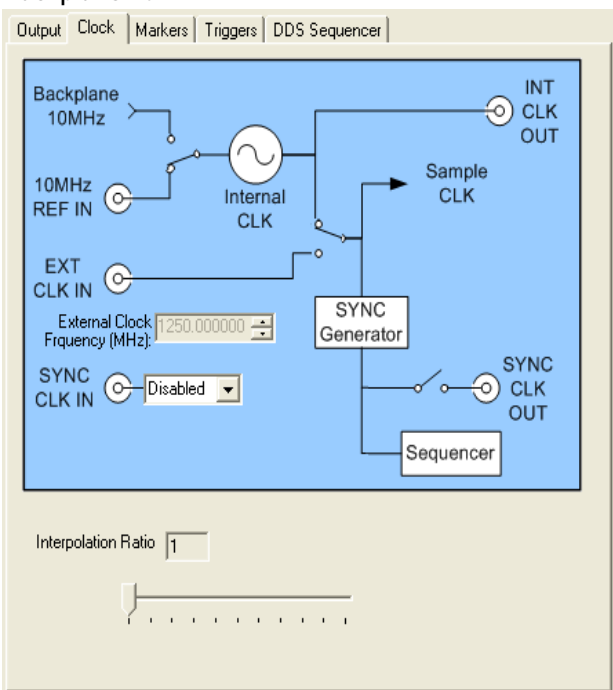 Output Clock Markers Triggers DDS Sequencer
Backplane
10MHz
INT
CLK
OUT
10MHz
REF IN
Internal
CLK
Sample
CLK
EXT
CLK IN
External Clock
Frquency (MHz):
1250.000000
SYNC
Generator
SYNC
CLK IN
Disabled
SYNC
CLK
OUT
Sequencer
Interpolation Ratio 1